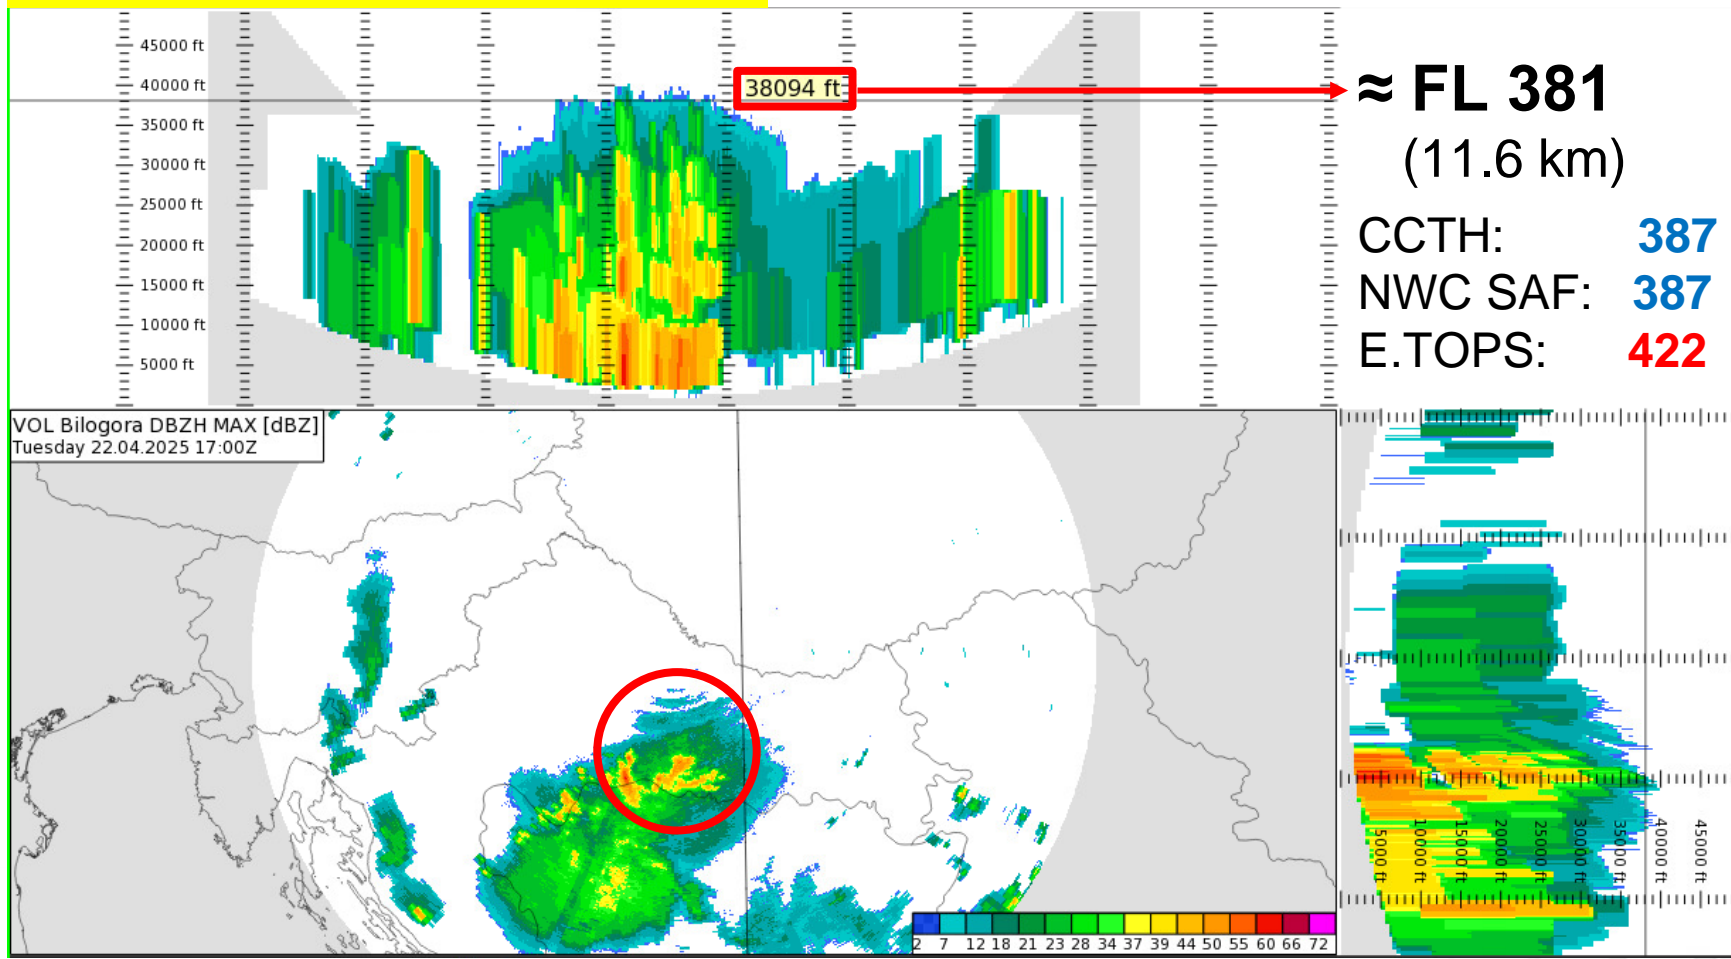 45000 ft
40000 ft
35000 ft
30000 ft
25000 ft
20000 ft
15000 ft
10000 ft
5000 ft
38094 ft
≈ FL 381
(11.6 km)
CCTH: 387
NWC SAF: 387
E.TOPS: 422
VOL Bilogora DBZH MAX [dBZ]
Tuesday 22.04.2025 17:00Z
2 7 12 18 21 23 28 34 37 39 44 50 55 60 66 72
5000 ft
10000 ft
15000 ft
20000 ft
25000 ft
30000 ft
35000 ft
40000 ft
45000 ft